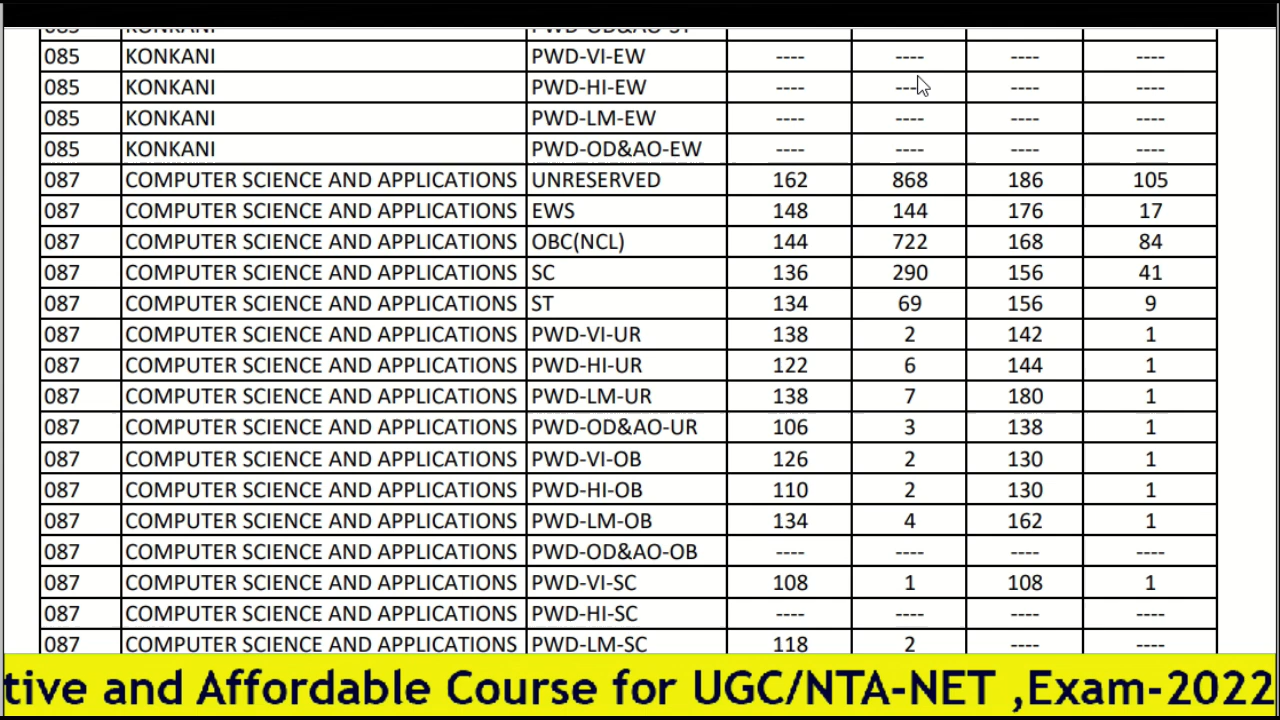 085 KONKANI PWD-OD&AO-ST
085 KONKANI PWD-VI-EW ---- ---- ---- ----
085 KONKANI PWD-HI-EW ---- ---- ---- ----
085 KONKANI PWD-LM-EW ---- ---- ---- ----
085 KONKANI PWD-OD&AO-EW ---- ---- ---- ----
087 COMPUTER SCIENCE AND APPLICATIONS UNRESERVED 162 868 186 105
087 COMPUTER SCIENCE AND APPLICATIONS EWS 148 144 176 17
087 COMPUTER SCIENCE AND APPLICATIONS OBC(NCL) 144 722 168 84
087 COMPUTER SCIENCE AND APPLICATIONS SC 136 290 156 41
087 COMPUTER SCIENCE AND APPLICATIONS ST 134 69 156 9
087 COMPUTER SCIENCE AND APPLICATIONS PWD-VI-UR 138 2 142 1
087 COMPUTER SCIENCE AND APPLICATIONS PWD-HI-UR 122 6 144 1
087 COMPUTER SCIENCE AND APPLICATIONS PWD-LM-UR 138 7 180 1
087 COMPUTER SCIENCE AND APPLICATIONS PWD-OD&AO-UR 106 3 138 1
087 COMPUTER SCIENCE AND APPLICATIONS PWD-VI-OB 126 2 130 1
087 COMPUTER SCIENCE AND APPLICATIONS PWD-HI-OB 110 2 130 1
087 COMPUTER SCIENCE AND APPLICATIONS PWD-LM-OB 134 4 162 1
087 COMPUTER SCIENCE AND APPLICATIONS PWD-OD&AO-OB ---- ---- ---- ----
087 COMPUTER SCIENCE AND APPLICATIONS PWD-VI-SC 108 1 108 1
087 COMPUTER SCIENCE AND APPLICATIONS PWD-HI-SC ---- ---- ---- ----
087 COMPUTER SCIENCE AND APPLICATIONS PWD-LM-SC 118 2 ---- ----
tive and Affordable Course for UGC/NTA-NET ,Exam-2022